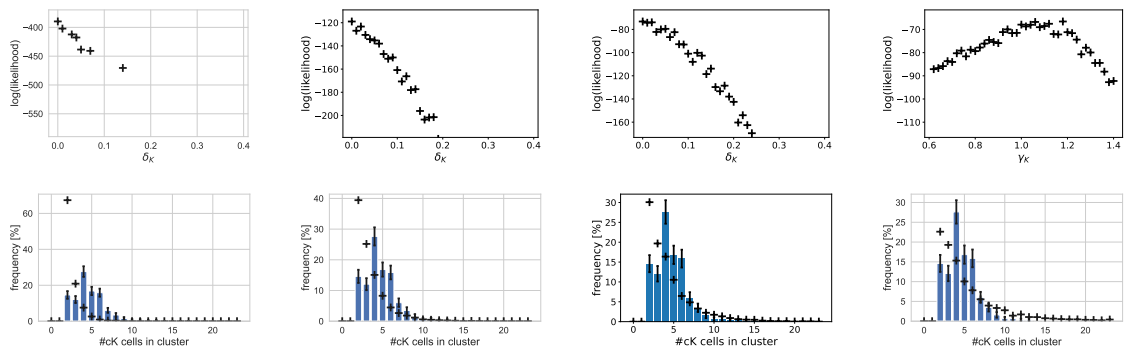 log(likelihood)
−400
−450
−500
−550
0.0 0.1 0.2 0.3 0.4
δK
log(likelihood)
−120
−140
−160
−180
−200
0.0 0.1 0.2 0.3 0.4
δK
log(likelihood)
−80
−100
−120
−140
−160
0.0 0.1 0.2 0.3 0.4
δK
log(likelihood)
−70
−80
−90
−100
−110
0.6 0.8 1.0 1.2 1.4
γK
frequency [%]
60
40
20
0
0 5 10 15 20
#cK cells in cluster
frequency [%]
40
30
20
10
0
0 5 10 15 20
#cK cells in cluster
frequency [%]
30
25
20
15
10
5
0
0 5 10 15 20
#cK cells in cluster
frequency [%]
30
25
20
15
10
5
0
0 5 10 15 20
#cK cells in cluster